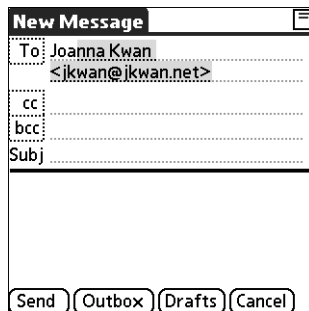 New Message
To Joanna Kwan
<jkwan@jkwan.net>
cc
bcc
Subj
Send Outbox Drafts Cancel